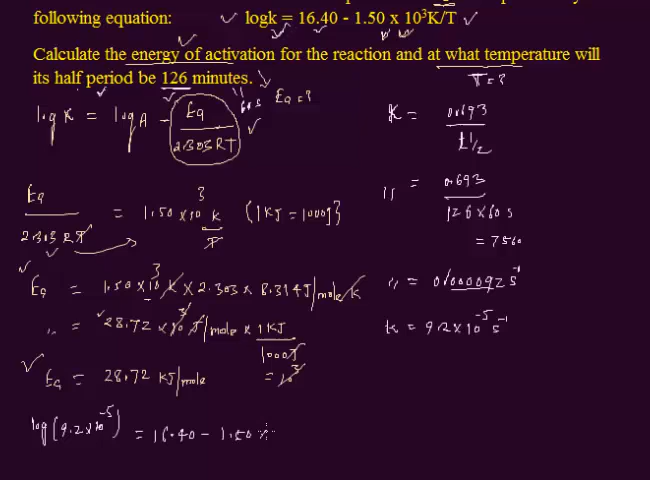 following equation: logk = 16.40 - 1.50 x 10³K/T
Calculate the energy of activation for the reaction and at what temperature will
its half period be 126 minutes.
T = ?
Ea = ?
log K = log A - Ea / 2.303 RT
Ea / 2.303 RT = 1.50 x 10³ K / T (1KJ = 1000J)
Ea = 1.50 x 10³ K x 2.303 x 8.314 J/mole/K
" = 28.72 x 10³ J/mole x 1KJ / 1000J
= 10³
Ea = 28.72 KJ/mole
log(9.2 x 10⁻⁵) = 16.40 - 1.50 x
K = 0.693 / t½
" = 0.693 / 126 x 60 s
= 7560
" = 0.000092 s⁻¹
k = 9.2 x 10⁻⁵ s⁻¹